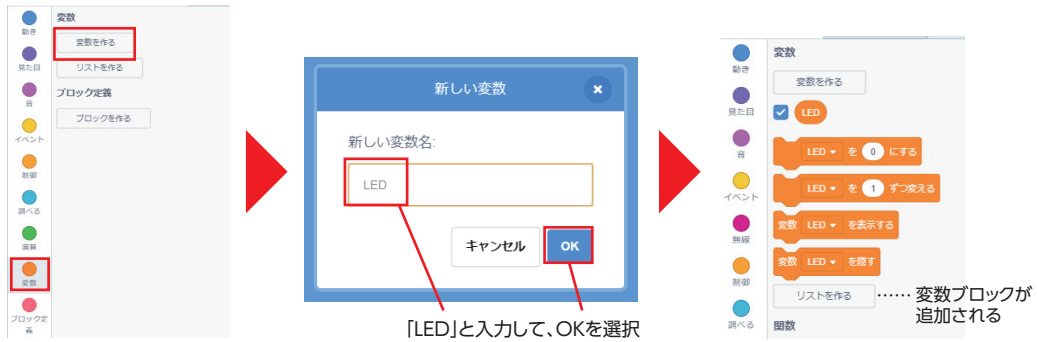 変数
変数を作る
リストを作る
ブロック定義
ブロックを作る
動き
見た目
音
イベント
制御
調べる
演算
変数
ブロック定
義
新しい変数
新しい変数名:
LED
キャンセル
OK
「LED」と入力して、OKを選択
動き
見た目
音
イベント
無線
制御
調べる
変数
変数を作る
LED
LED を 0 にする
LED を 1 ずつ変える
変数 LED を表示する
変数 LED を隠す
リストを作る
関数
…… 変数ブロックが
追加される